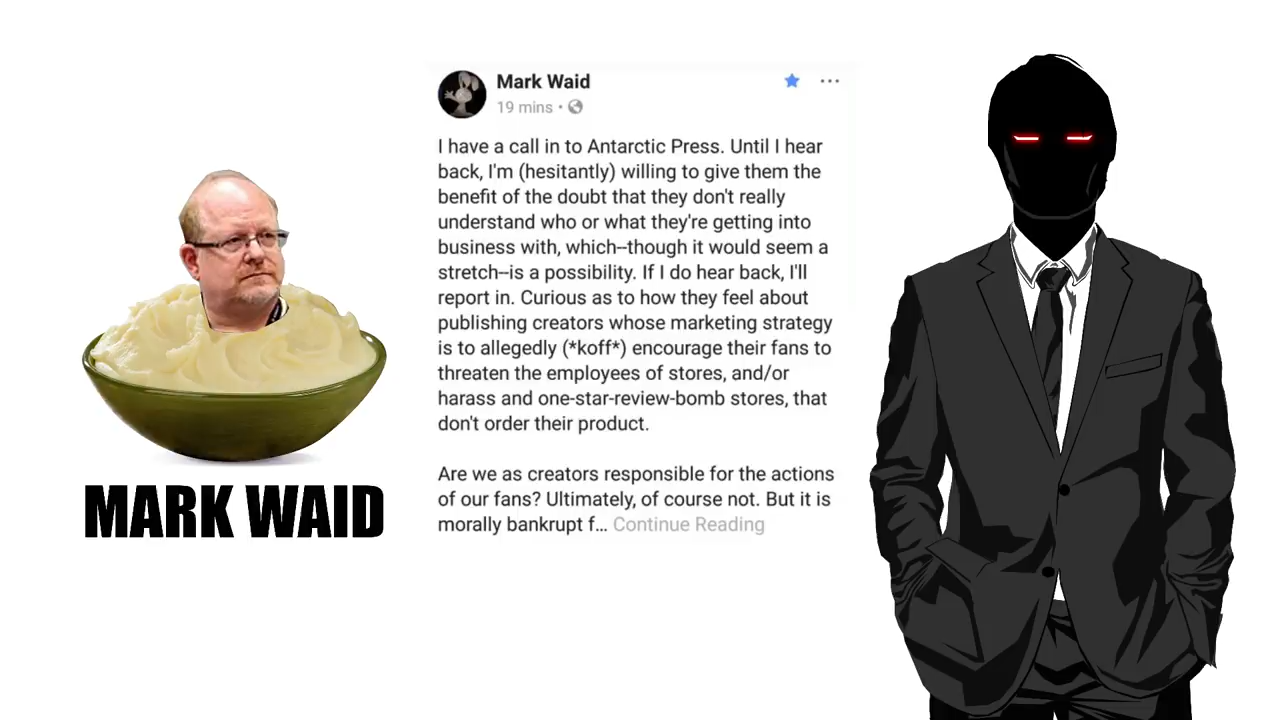 Mark Waid
19 mins
I have a call in to Antarctic Press. Until I hear
back, I'm (hesitantly) willing to give them the
benefit of the doubt that they don't really
understand who or what they're getting into
business with, which--though it would seem a
stretch--is a possibility. If I do hear back, I'll
report in. Curious as to how they feel about
publishing creators whose marketing strategy
is to allegedly (*koff*) encourage their fans to
threaten the employees of stores, and/or
harass and one-star-review-bomb stores, that
don't order their product.
Are we as creators responsible for the actions
of our fans? Ultimately, of course not. But it is
morally bankrupt f... Continue Reading
MARK WAID